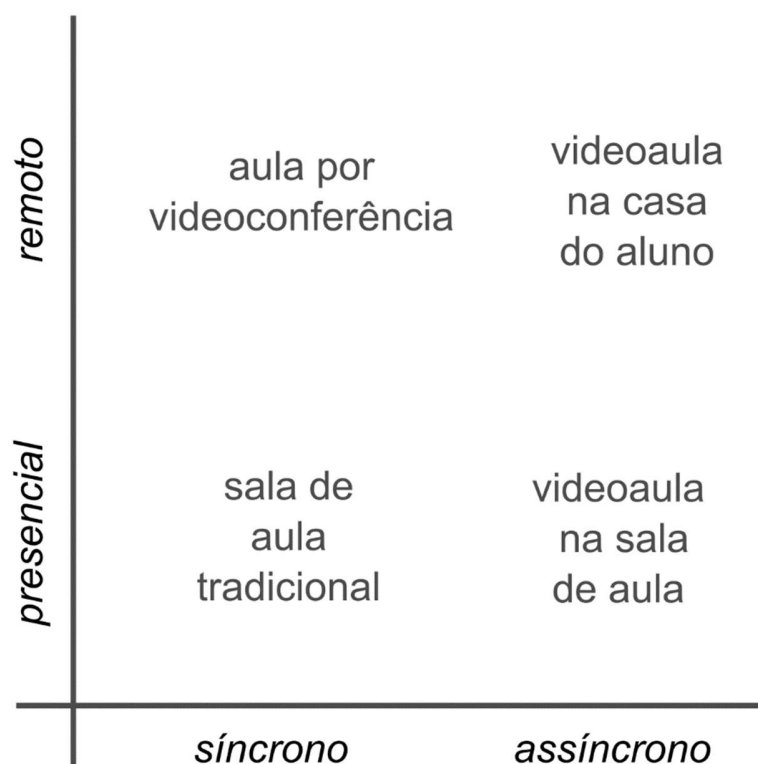 remoto
aula por
videoconferência
videoaula
na casa
do aluno
presencial
sala de
aula
tradicional
videoaula
na sala
de aula
síncrono
assíncrono